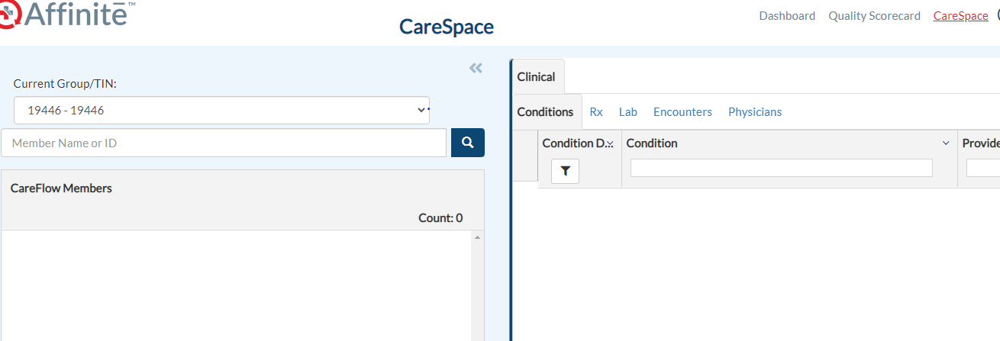 Affinitē™
CareSpace
Dashboard Quality Scorecard CareSpace
Current Group/TIN:
19446 - 19446
Member Name or ID
CareFlow Members
Count: 0
Clinical
Conditions Rx Lab Encounters Physicians
Condition D... Condition Provide